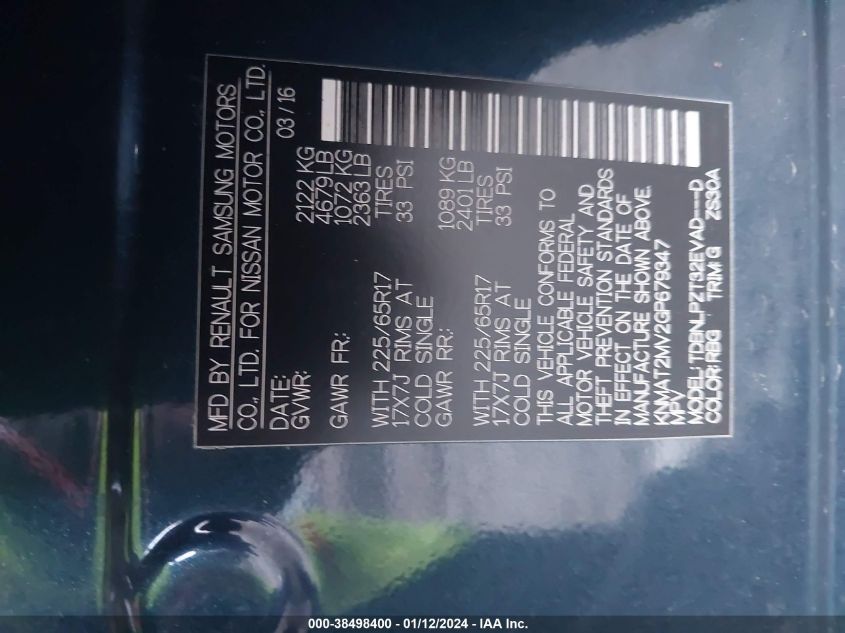 MFD BY RENAULT SAMSUNG MOTORS
CO., LTD. FOR NISSAN MOTOR CO., LTD.
DATE: 03/16
GVWR: 2122 KG
4679 LB
GAWR FR: 1072 KG
2363 LB
WITH 225/65R17 TIRES
17X7J RIMS AT 33 PSI
COLD SINGLE
GAWR RR: 1089 KG
2401 LB
WITH 225/65R17 TIRES
17X7J RIMS AT 33 PSI
COLD SINGLE
THIS VEHICLE CONFORMS TO
ALL APPLICABLE FEDERAL
MOTOR VEHICLE SAFETY AND
THEFT PREVENTION STANDARDS
IN EFFECT ON THE DATE OF
MANUFACTURE SHOWN ABOVE.
KNMAT2MV2GP679347
MPV
MODEL: TDBNLPZT32EVAD----D
COLOR: RBG TRIM: G ZS30A
000-38498400 - 01/12/2024 - IAA Inc.